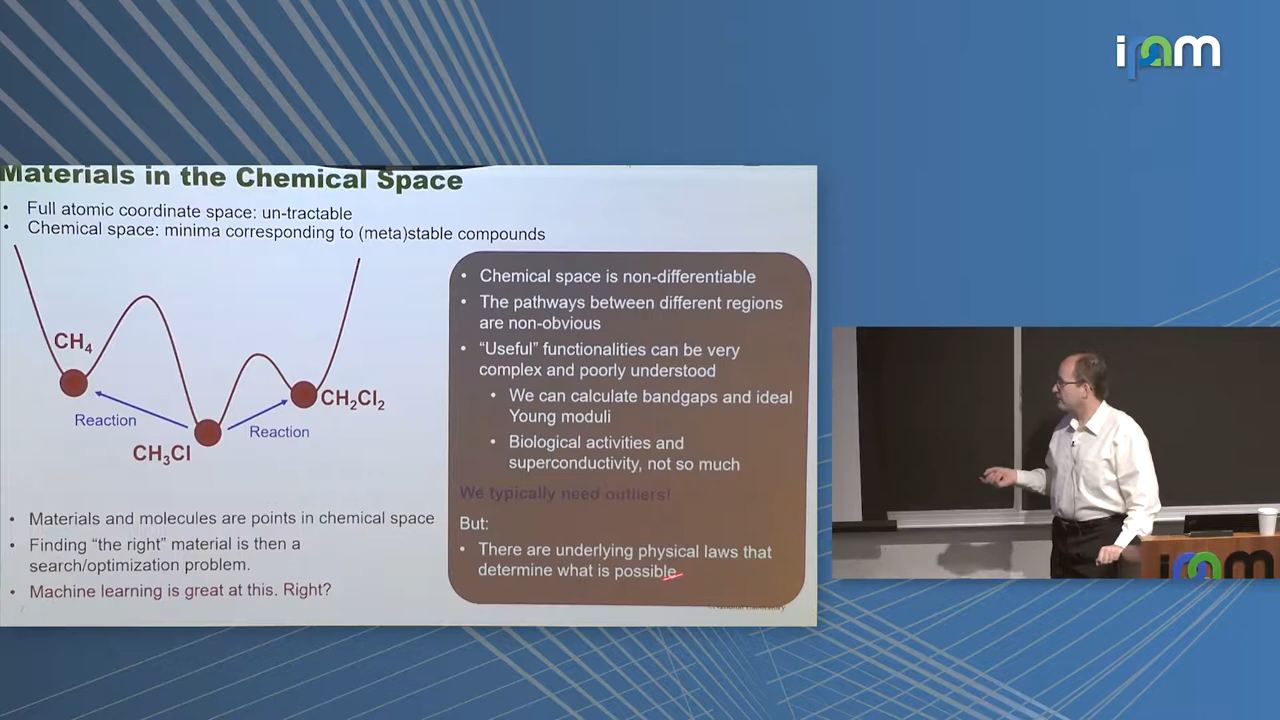 ipam
Materials in the Chemical Space
• Full atomic coordinate space: un-tractable
• Chemical space: minima corresponding to (meta)stable compounds
CH4
Reaction
CH3Cl
Reaction
CH2Cl2
• Materials and molecules are points in chemical space
• Finding “the right” material is then a
search/optimization problem.
• Machine learning is great at this. Right?
• Chemical space is non-differentiable
• The pathways between different regions
are non-obvious
• “Useful” functionalities can be very
complex and poorly understood
• We can calculate bandgaps and ideal
Young moduli
• Biological activities and
superconductivity, not so much
We typically need outliers!
But:
• There are underlying physical laws that
determine what is possible
ipam